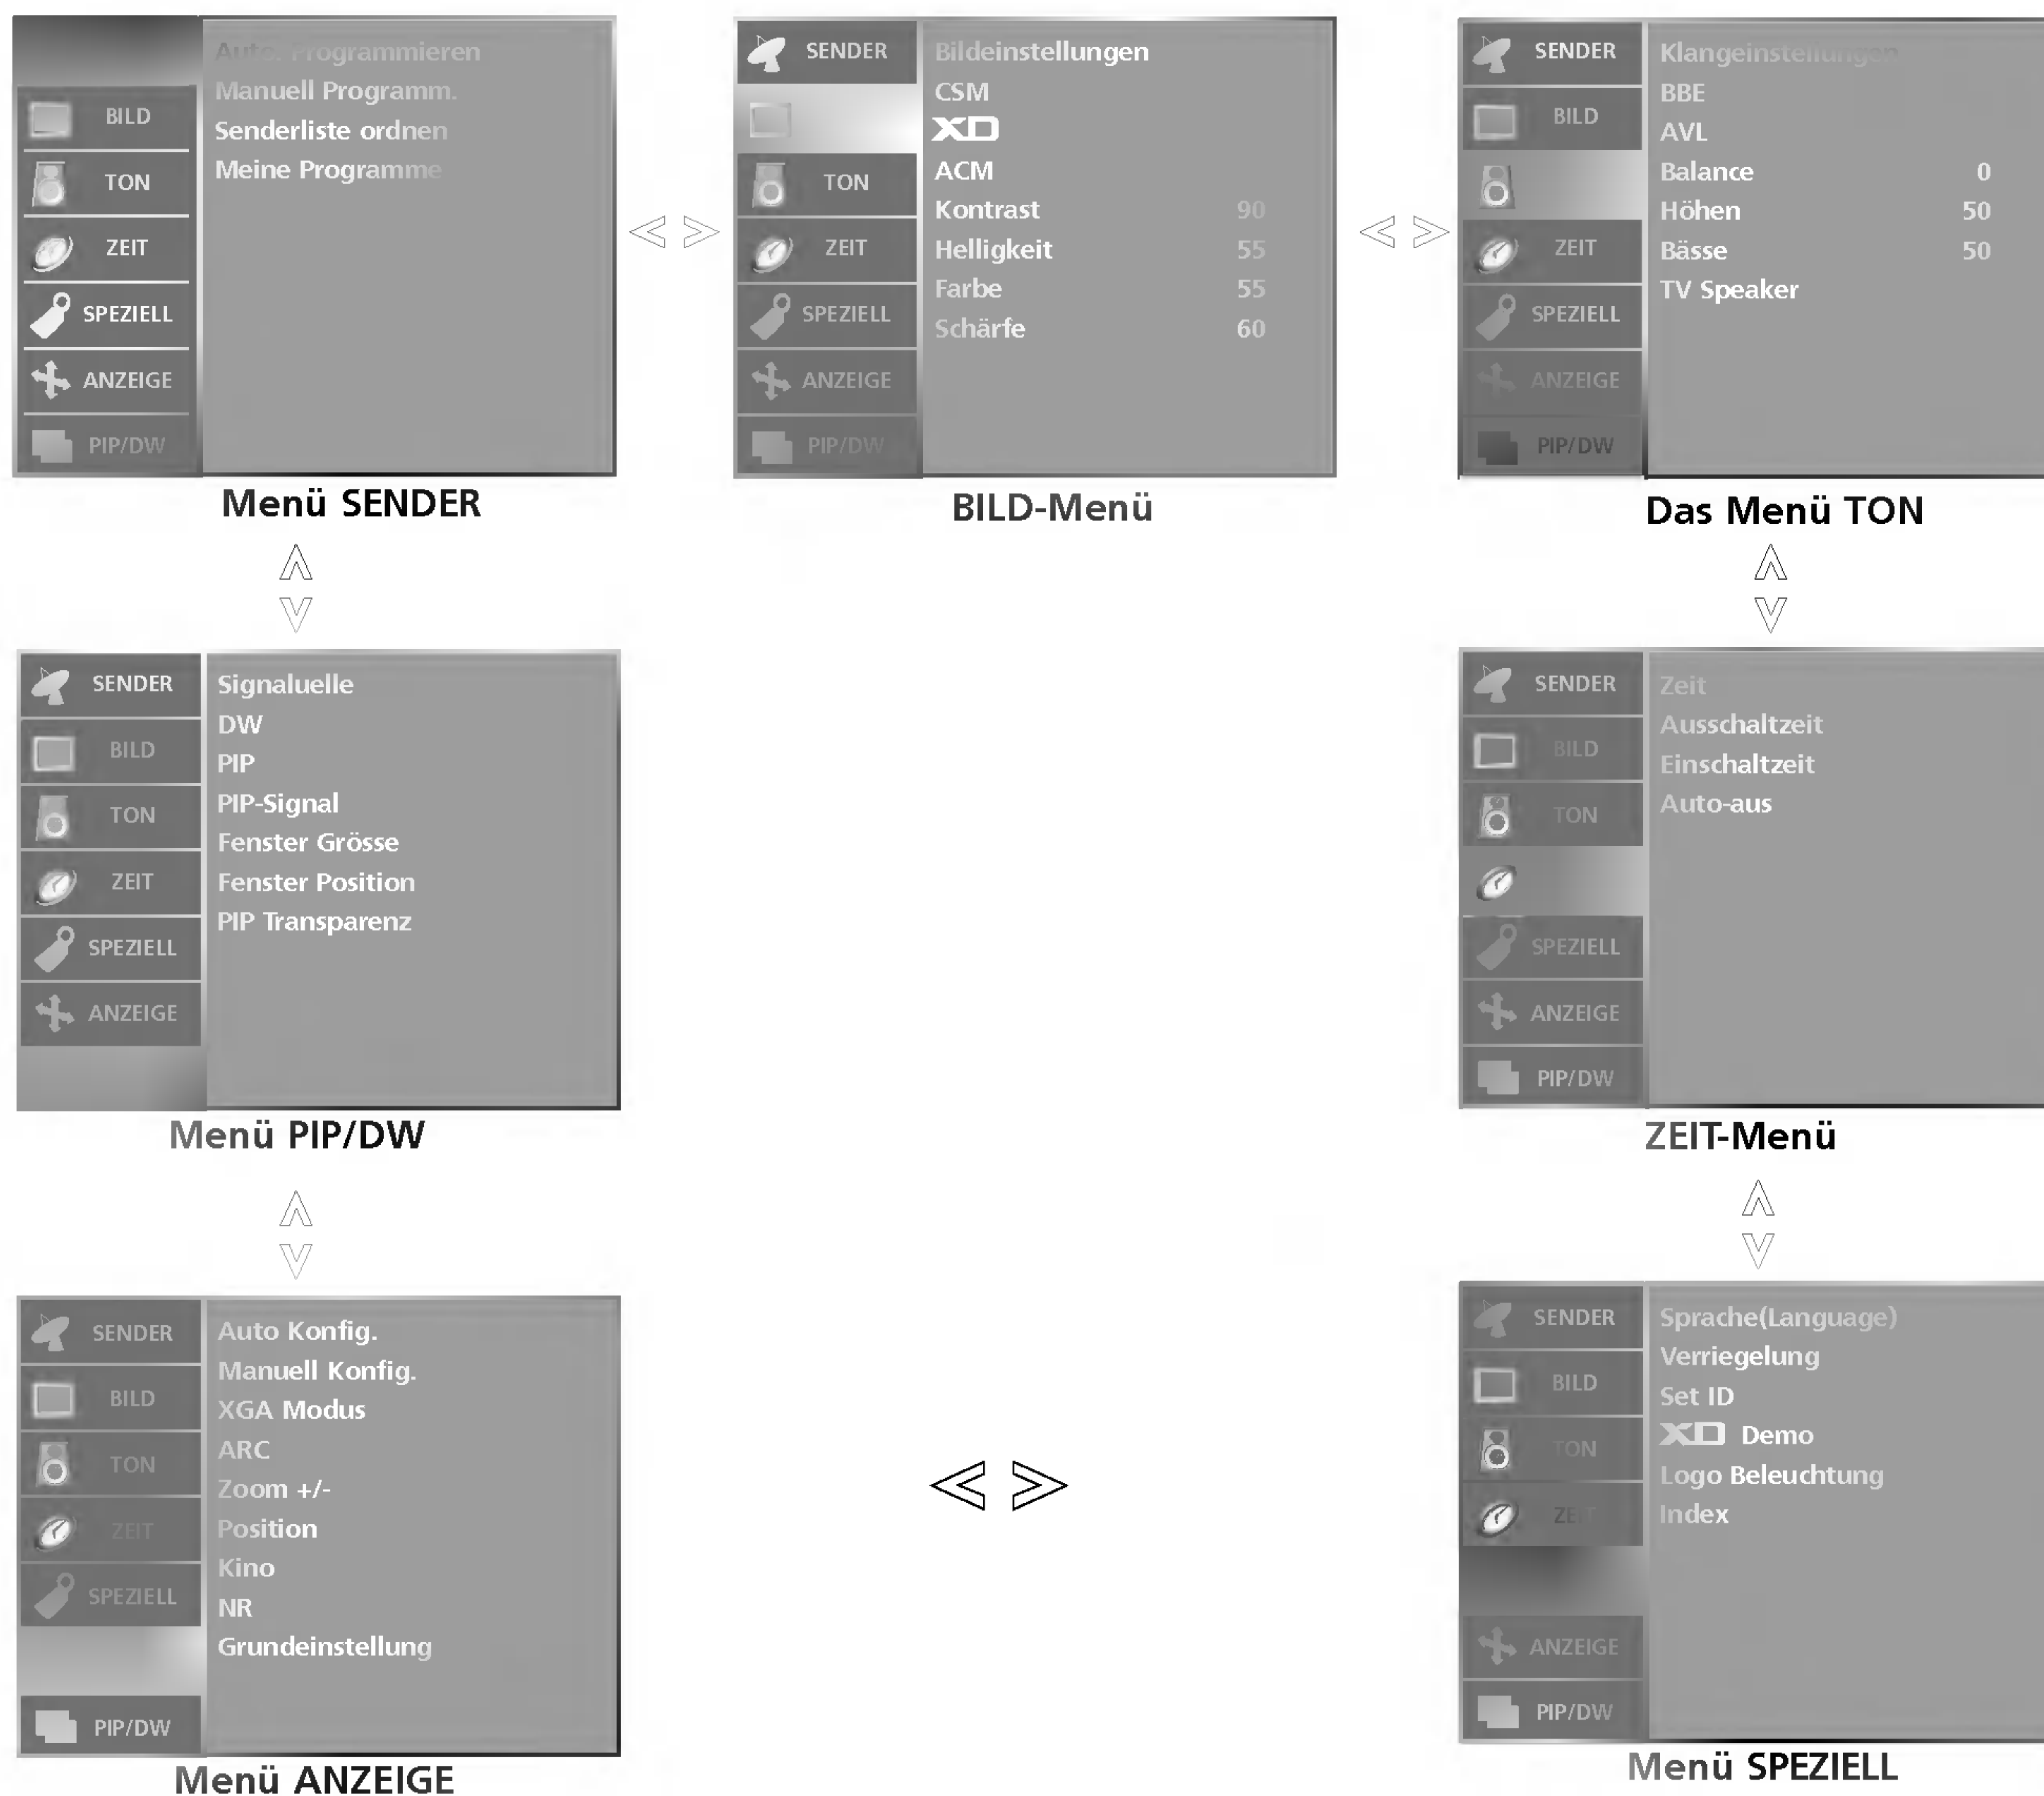 Auto. Programmieren
Manuell Programm.
Senderliste ordnen
Meine Programme
BILD
TON
ZEIT
SPEZIELL
ANZEIGE
PIP/DW
Menü SENDER
SENDER
TON
ZEIT
SPEZIELL
ANZEIGE
PIP/DW
Bildeinstellungen
CSM
XD
ACM
Kontrast 90
Helligkeit 55
Farbe 55
Schärfe 60
BILD-Menü
SENDER
BILD
ZEIT
SPEZIELL
ANZEIGE
PIP/DW
Klangeinstellungen
BBE
AVL
Balance 0
Höhen 50
Bässe 50
TV Speaker
Das Menü TON
SENDER
BILD
TON
ZEIT
SPEZIELL
ANZEIGE
Signaluelle
DW
PIP
PIP-Signal
Fenster Grösse
Fenster Position
PIP Transparenz
Menü PIP/DW
SENDER
BILD
TON
SPEZIELL
ANZEIGE
PIP/DW
Zeit
Ausschaltzeit
Einschaltzeit
Auto-aus
ZEIT-Menü
SENDER
BILD
TON
ZEIT
SPEZIELL
PIP/DW
Auto Konfig.
Manuell Konfig.
XGA Modus
ARC
Zoom +/-
Position
Kino
NR
Grundeinstellung
Menü ANZEIGE
SENDER
BILD
TON
ZEIT
ANZEIGE
PIP/DW
Sprache(Language)
Verriegelung
Set ID
XD Demo
Logo Beleuchtung
Index
Menü SPEZIELL